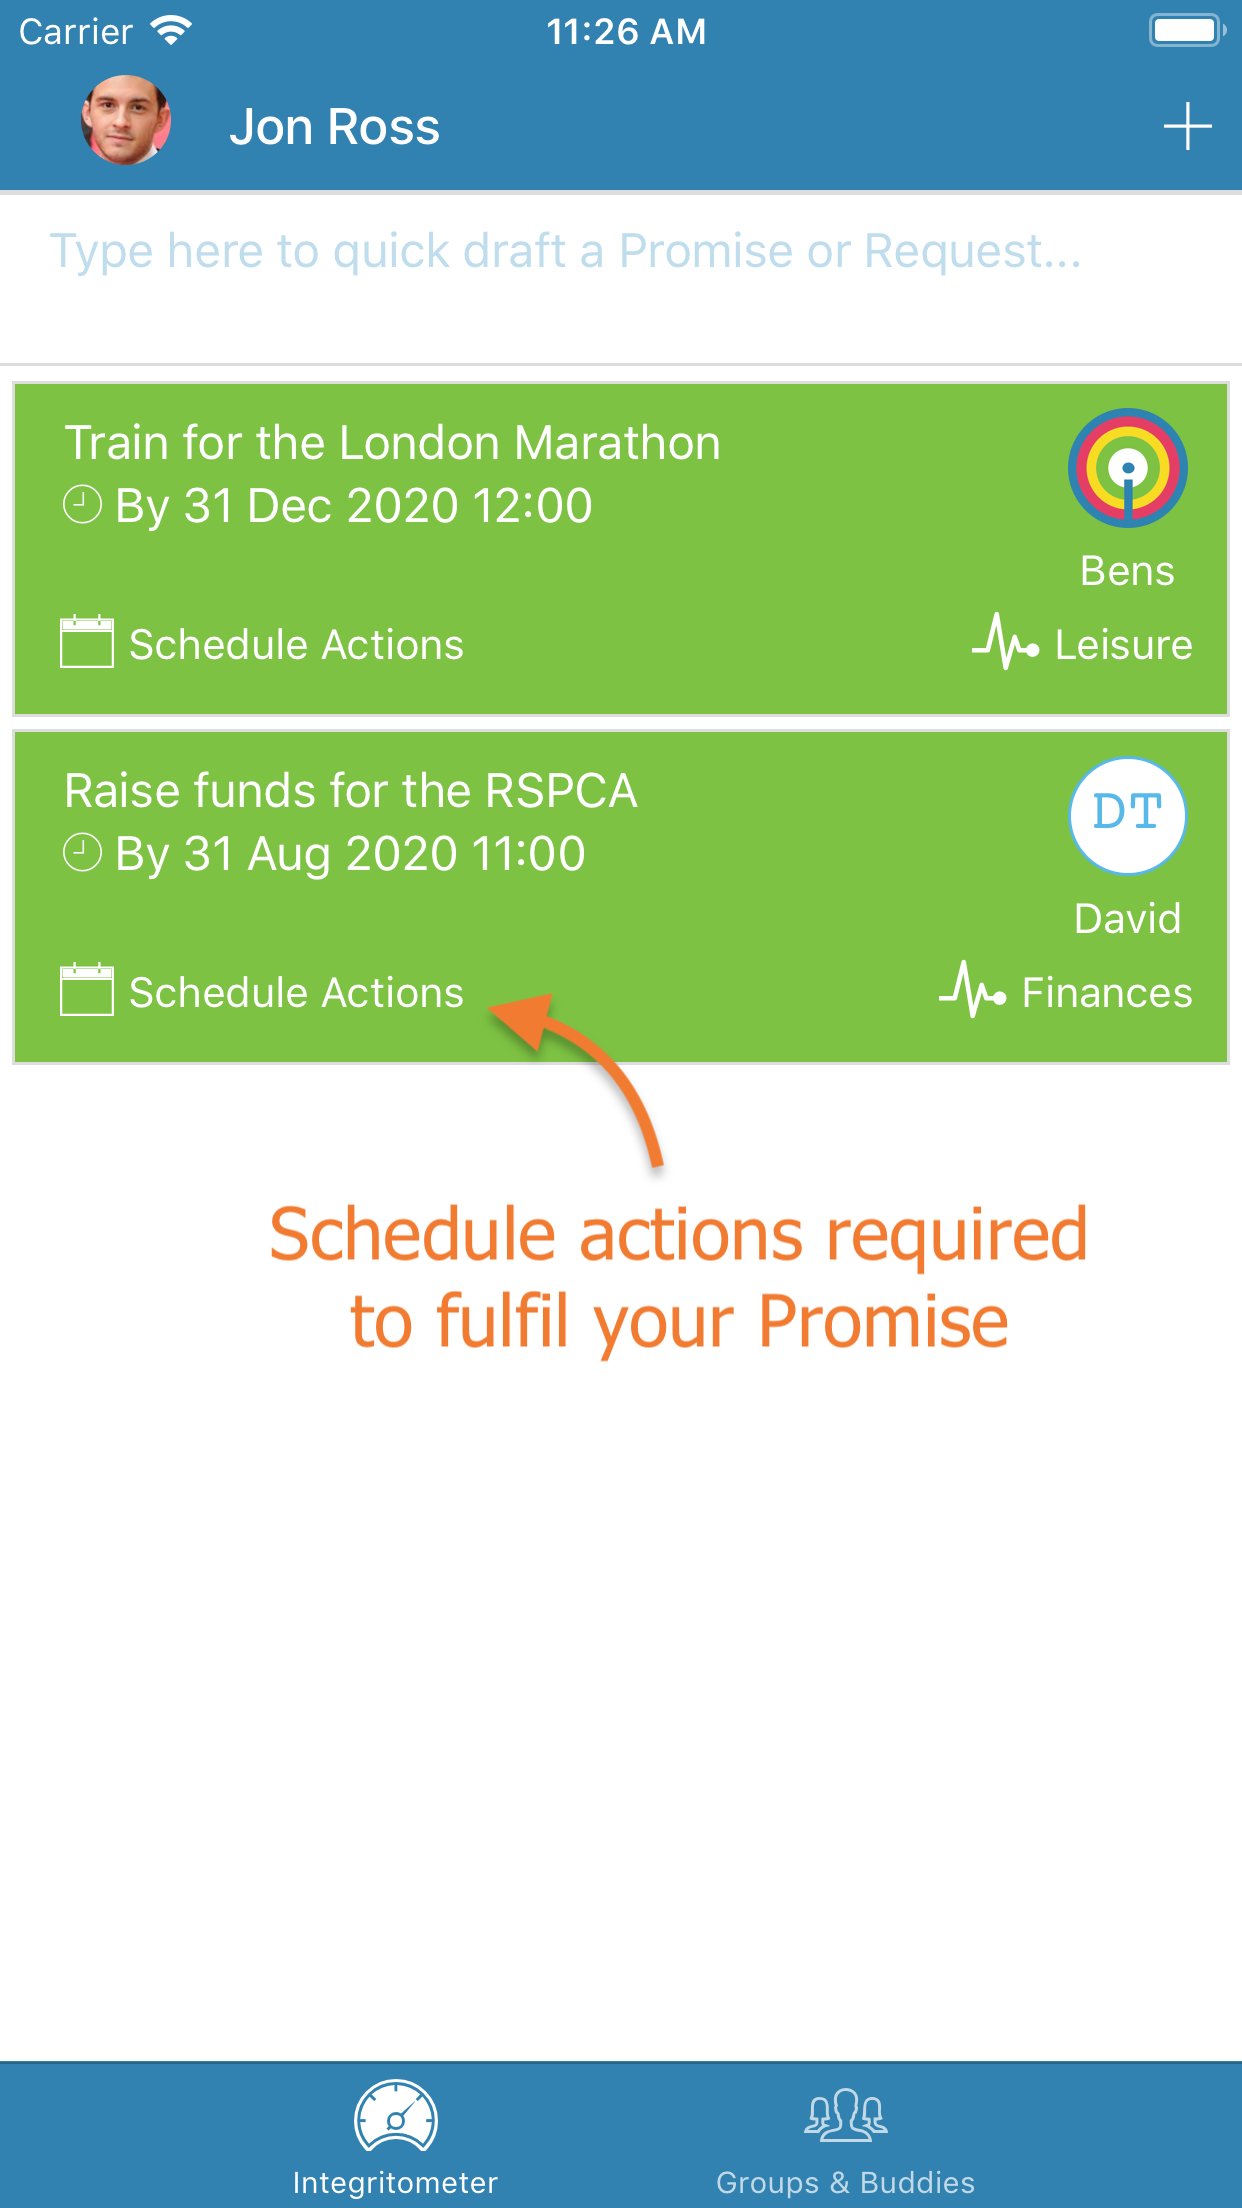 Carrier
11:26 AM
Jon Ross
Type here to quick draft a Promise or Request...
Train for the London Marathon
By 31 Dec 2020 12:00
Bens
Schedule Actions
Leisure
Raise funds for the RSPCA
DT
By 31 Aug 2020 11:00
David
Schedule Actions
Finances
Schedule actions required
to fulfil your Promise
Integritometer
Groups & Buddies